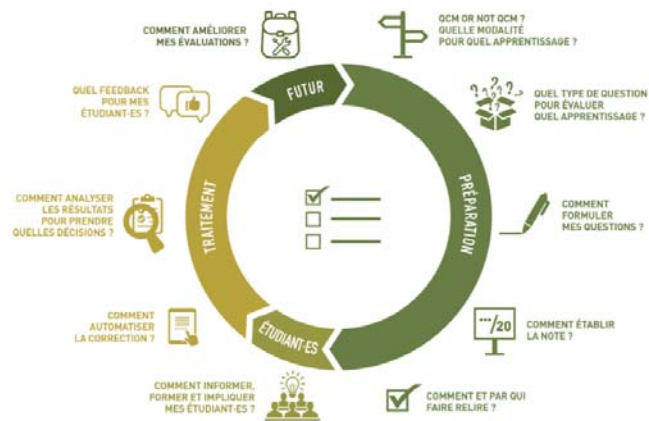 COMMENT AMÉLIORER
MES ÉVALUATIONS ?
QCM OR NOT QCM ?
QUELLE MODALITÉ
POUR QUEL APPRENTISSAGE ?
QUEL FEEDBACK
POUR MES
ÉTUDIANT·ES ?
FUTUR
QUEL TYPE DE QUESTION
POUR ÉVALUER
QUEL APPRENTISSAGE ?
COMMENT ANALYSER
LES RÉSULTATS
POUR PRENDRE
QUELLES DÉCISIONS ?
TRAITEMENT
PRÉPARATION
COMMENT
FORMULER
MES QUESTIONS ?
COMMENT
AUTOMATISER
LA CORRECTION ?
ÉTUDIANT·ES
···/20
COMMENT ÉTABLIR
LA NOTE ?
COMMENT INFORMER,
FORMER ET IMPLIQUER
MES ÉTUDIANT·ES ?
COMMENT ET PAR QUI
FAIRE RELIRE ?